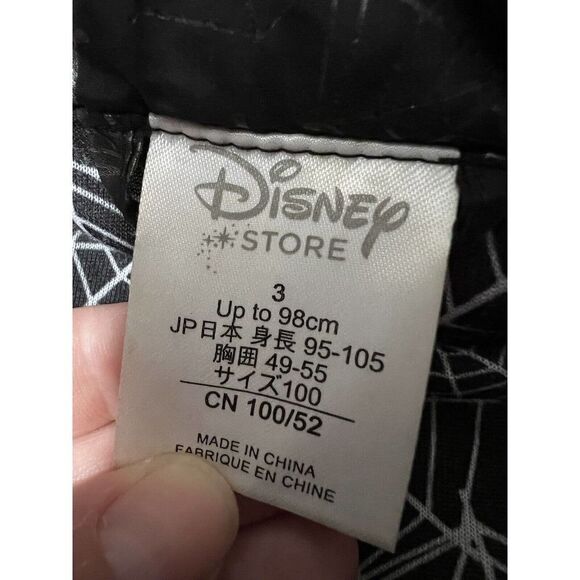 Disney
STORE
3
Up to 98cm
JP日本 身長 95-105
胸囲 49-55
サイズ100
CN 100/52
MADE IN CHINA
FABRIQUE EN CHINE